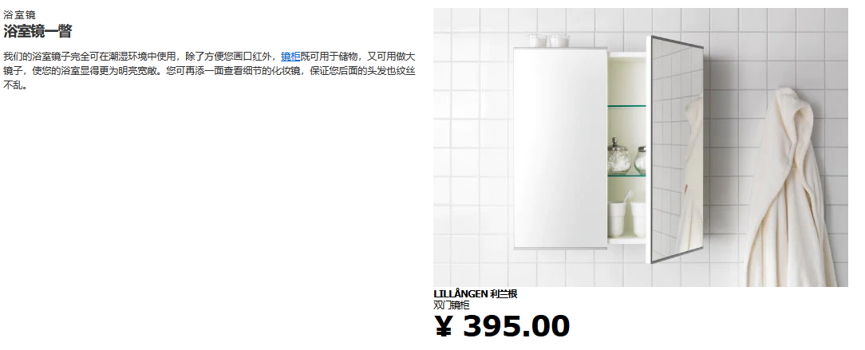 浴室镜
浴室镜一瞥
我们的浴室镜子完全可在潮湿环境中使用，除了方便您画口红外，镜柜既可用于储物，又可用做大
镜子，使您的浴室显得更为明亮宽敞。您可再添一面查看细节的化妆镜，保证您后面的头发也纹丝
不乱。
LILLÅNGEN 利兰根
双门镜柜
¥ 395.00